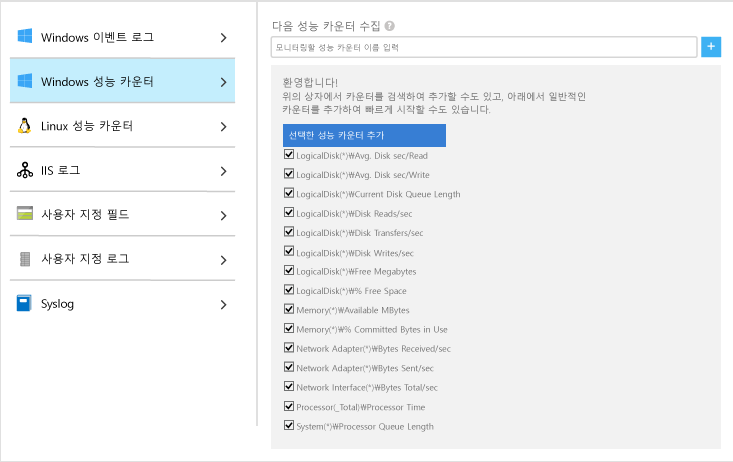 Windows 이벤트 로그
Windows 성능 카운터
Linux 성능 카운터
IIS 로그
사용자 지정 필드
사용자 지정 로그
Syslog
다음 성능 카운터 수집 ?
모니터링할 성능 카운터 이름 입력
+
환영합니다!
위의 상자에서 카운터를 검색하여 추가할 수도 있고, 아래에서 일반적인
카운터를 추가하여 빠르게 시작할 수도 있습니다.
선택한 성능 카운터 추가
LogicalDisk(*)₩Avg. Disk sec/Read
LogicalDisk(*)₩Avg. Disk sec/Write
LogicalDisk(*)₩Current Disk Queue Length
LogicalDisk(*)₩Disk Reads/sec
LogicalDisk(*)₩Disk Transfers/sec
LogicalDisk(*)₩Disk Writes/sec
LogicalDisk(*)₩Free Megabytes
LogicalDisk(*)₩% Free Space
Memory(*)₩Available MBytes
Memory(*)₩% Committed Bytes in Use
Network Adapter(*)₩Bytes Received/sec
Network Adapter(*)₩Bytes Sent/sec
Network Interface(*)₩Bytes Total/sec
Processor(_Total)₩Processor Time
System(*)₩Processor Queue Length